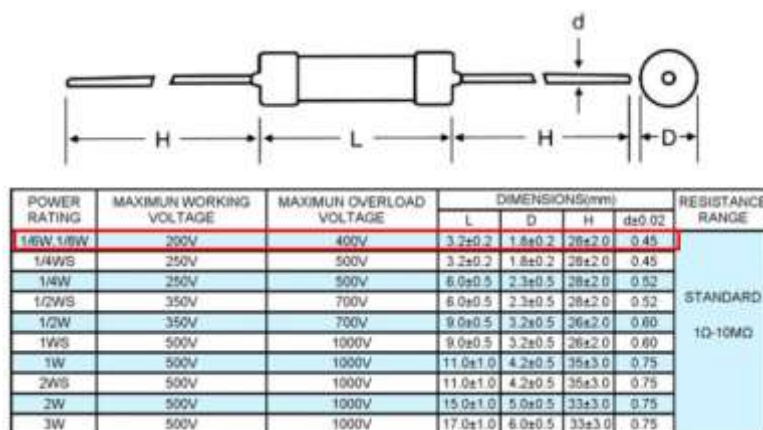 d
H L H D
POWER RATING MAXIMUN WORKING VOLTAGE MAXIMUN OVERLOAD VOLTAGE DIMENSIONS(mm) RESISTANCE RANGE
L D H d±0.02
1/6W,1/8W 200V 400V 3.2±0.2 1.8±0.2 28±2.0 0.45
1/4WS 250V 500V 3.2±0.2 1.8±0.2 28±2.0 0.45
1/4W 250V 500V 6.0±0.5 2.3±0.5 28±2.0 0.52
1/2WS 350V 700V 6.0±0.5 2.3±0.5 28±2.0 0.52
1/2W 350V 700V 9.0±0.5 3.2±0.5 26±2.0 0.60
1WS 500V 1000V 9.0±0.5 3.2±0.5 26±2.0 0.60
1W 500V 1000V 11.0±1.0 4.2±0.5 35±3.0 0.75
2WS 500V 1000V 11.0±1.0 4.2±0.5 35±3.0 0.75
2W 500V 1000V 15.0±1.0 5.0±0.5 33±3.0 0.75
3W 500V 1000V 17.0±1.0 6.0±0.5 33±3.0 0.75
STANDARD
1Ω-10MΩ